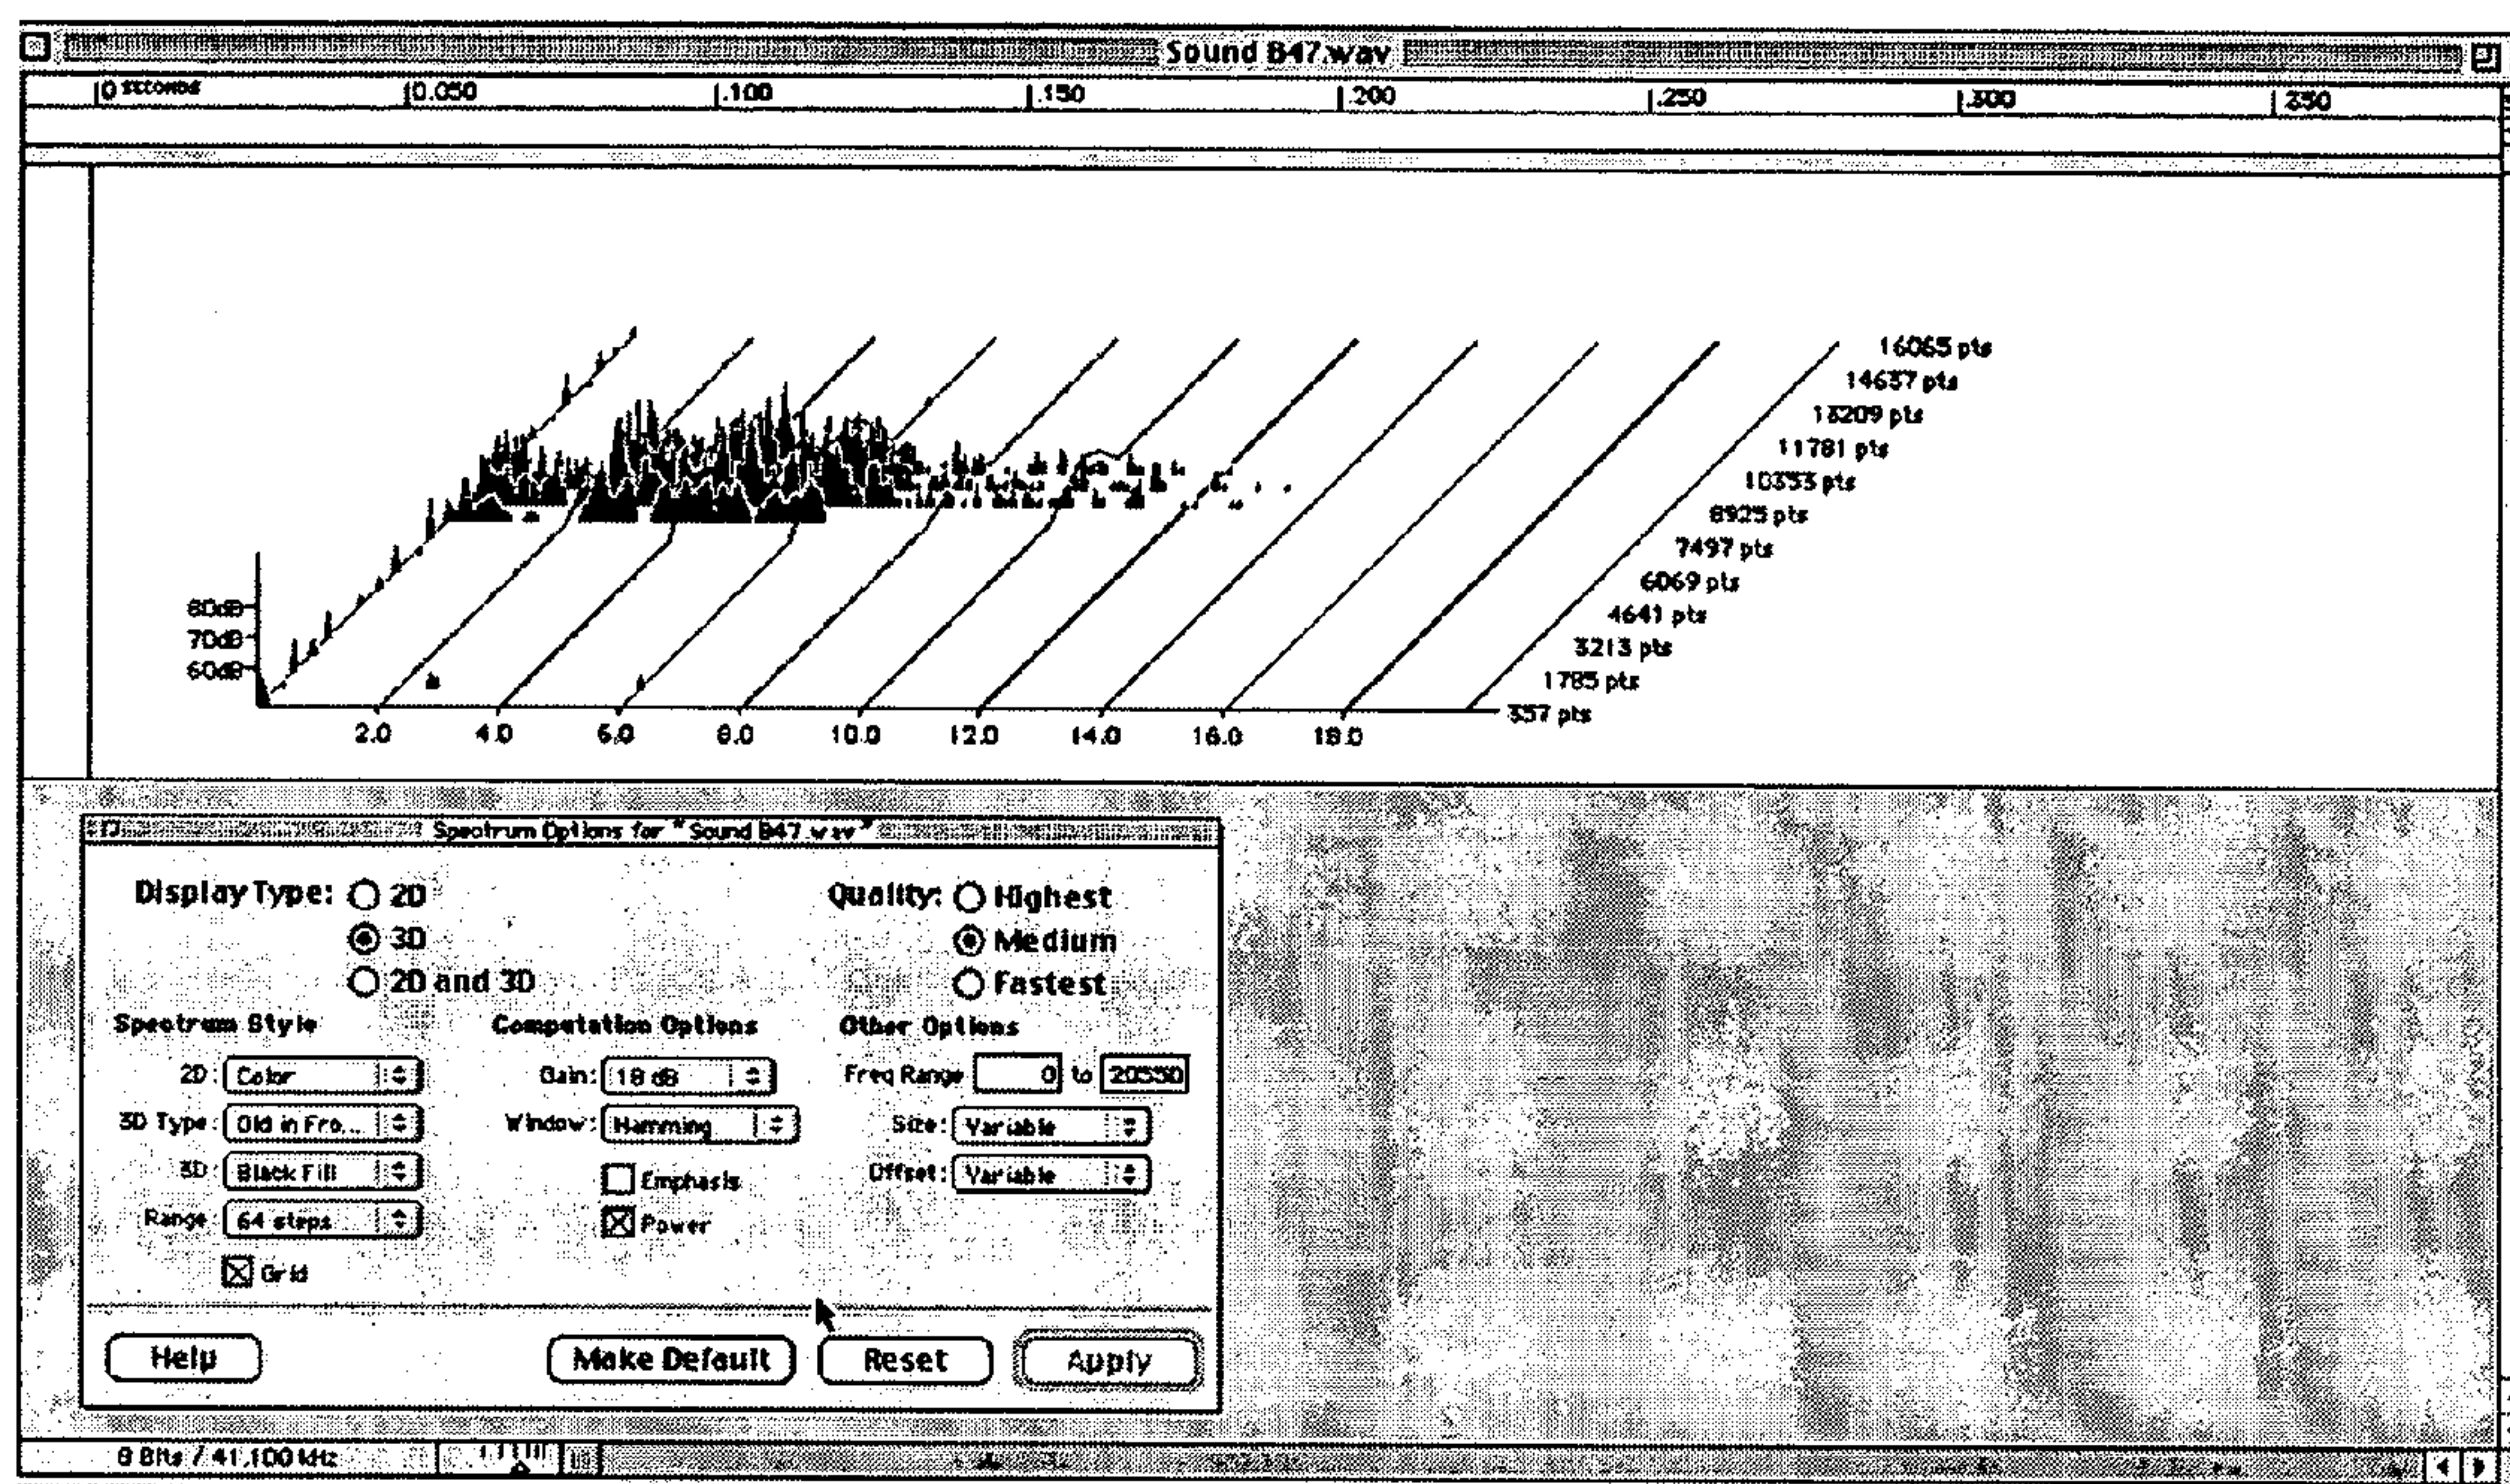 Sound B47.wav
0 seconds 0.050 .100 .150 .200 .250 .300 .350
16065 pts
14637 pts
13209 pts
11781 pts
10353 pts
8925 pts
7497 pts
6069 pts
4641 pts
3213 pts
1785 pts
357 pts
80dB
70dB
60dB
2.0 4.0 6.0 8.0 10.0 12.0 14.0 16.0 18.0
Spectrum Options for "Sound B47.wav"
Display Type: 2D
3D
2D and 3D
Quality: Highest
Medium
Fastest
Spectrum Style
2D: Color
3D Type: Old in Fro...
3D: Black Fill
Range: 64 steps
Grid
Computation Options
Gain: 18 dB
Window: Hamming
Emphasis
Power
Other Options
Freq Range 0 to 20550
Size: Variable
Offset: Variable
Help Make Default Reset Apply
8 Bits / 41.100 kHz